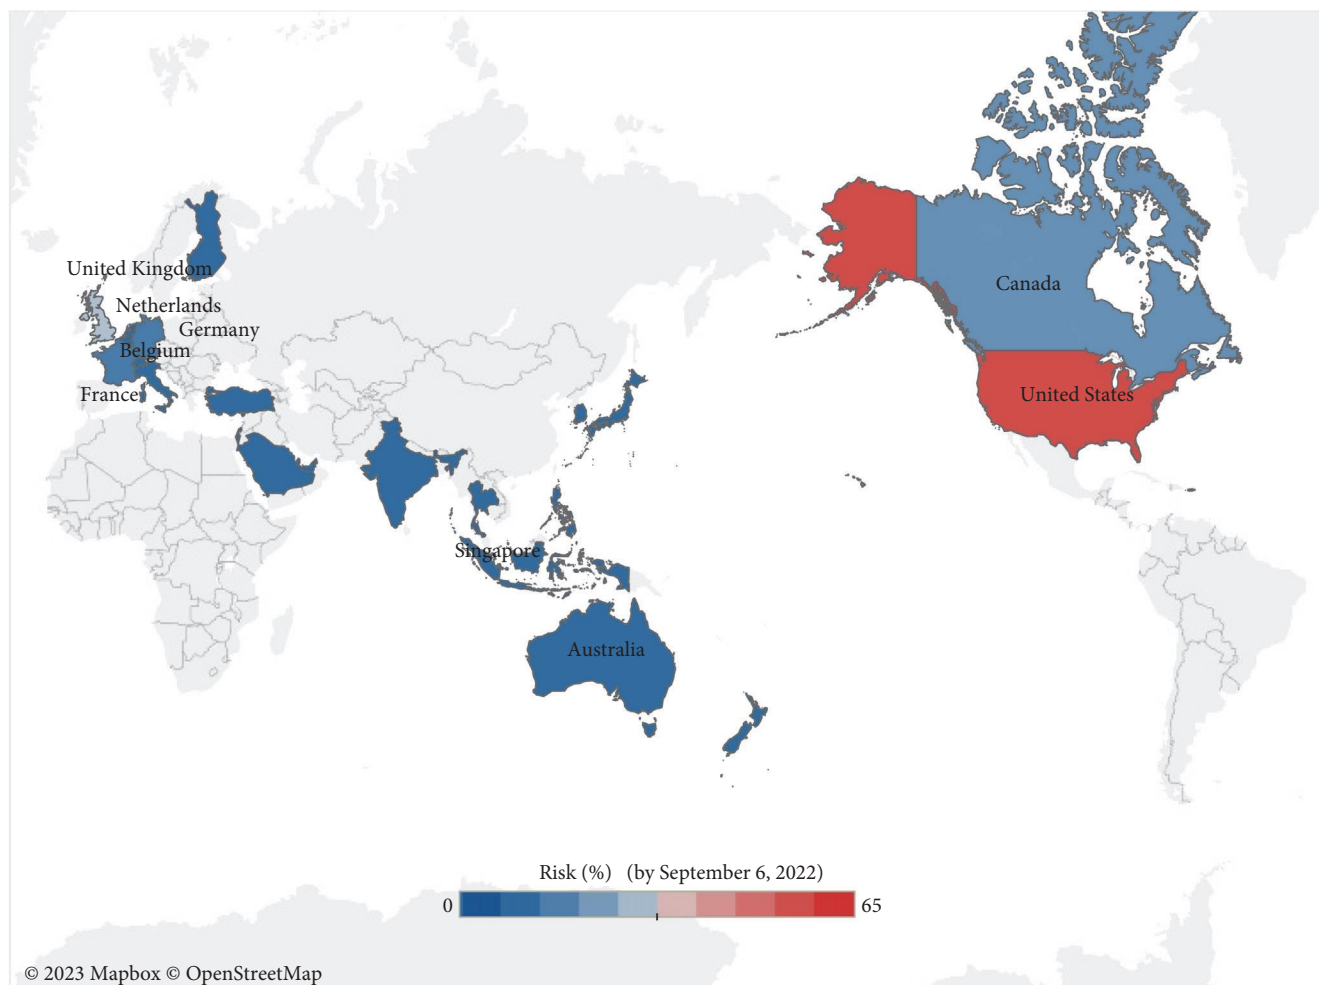 United Kingdom
Netherlands
Germany
Belgium
France
Canada
United States
Singapore
Australia
Risk (%) (by September 6, 2022)
0 65
© 2023 Mapbox © OpenStreetMap